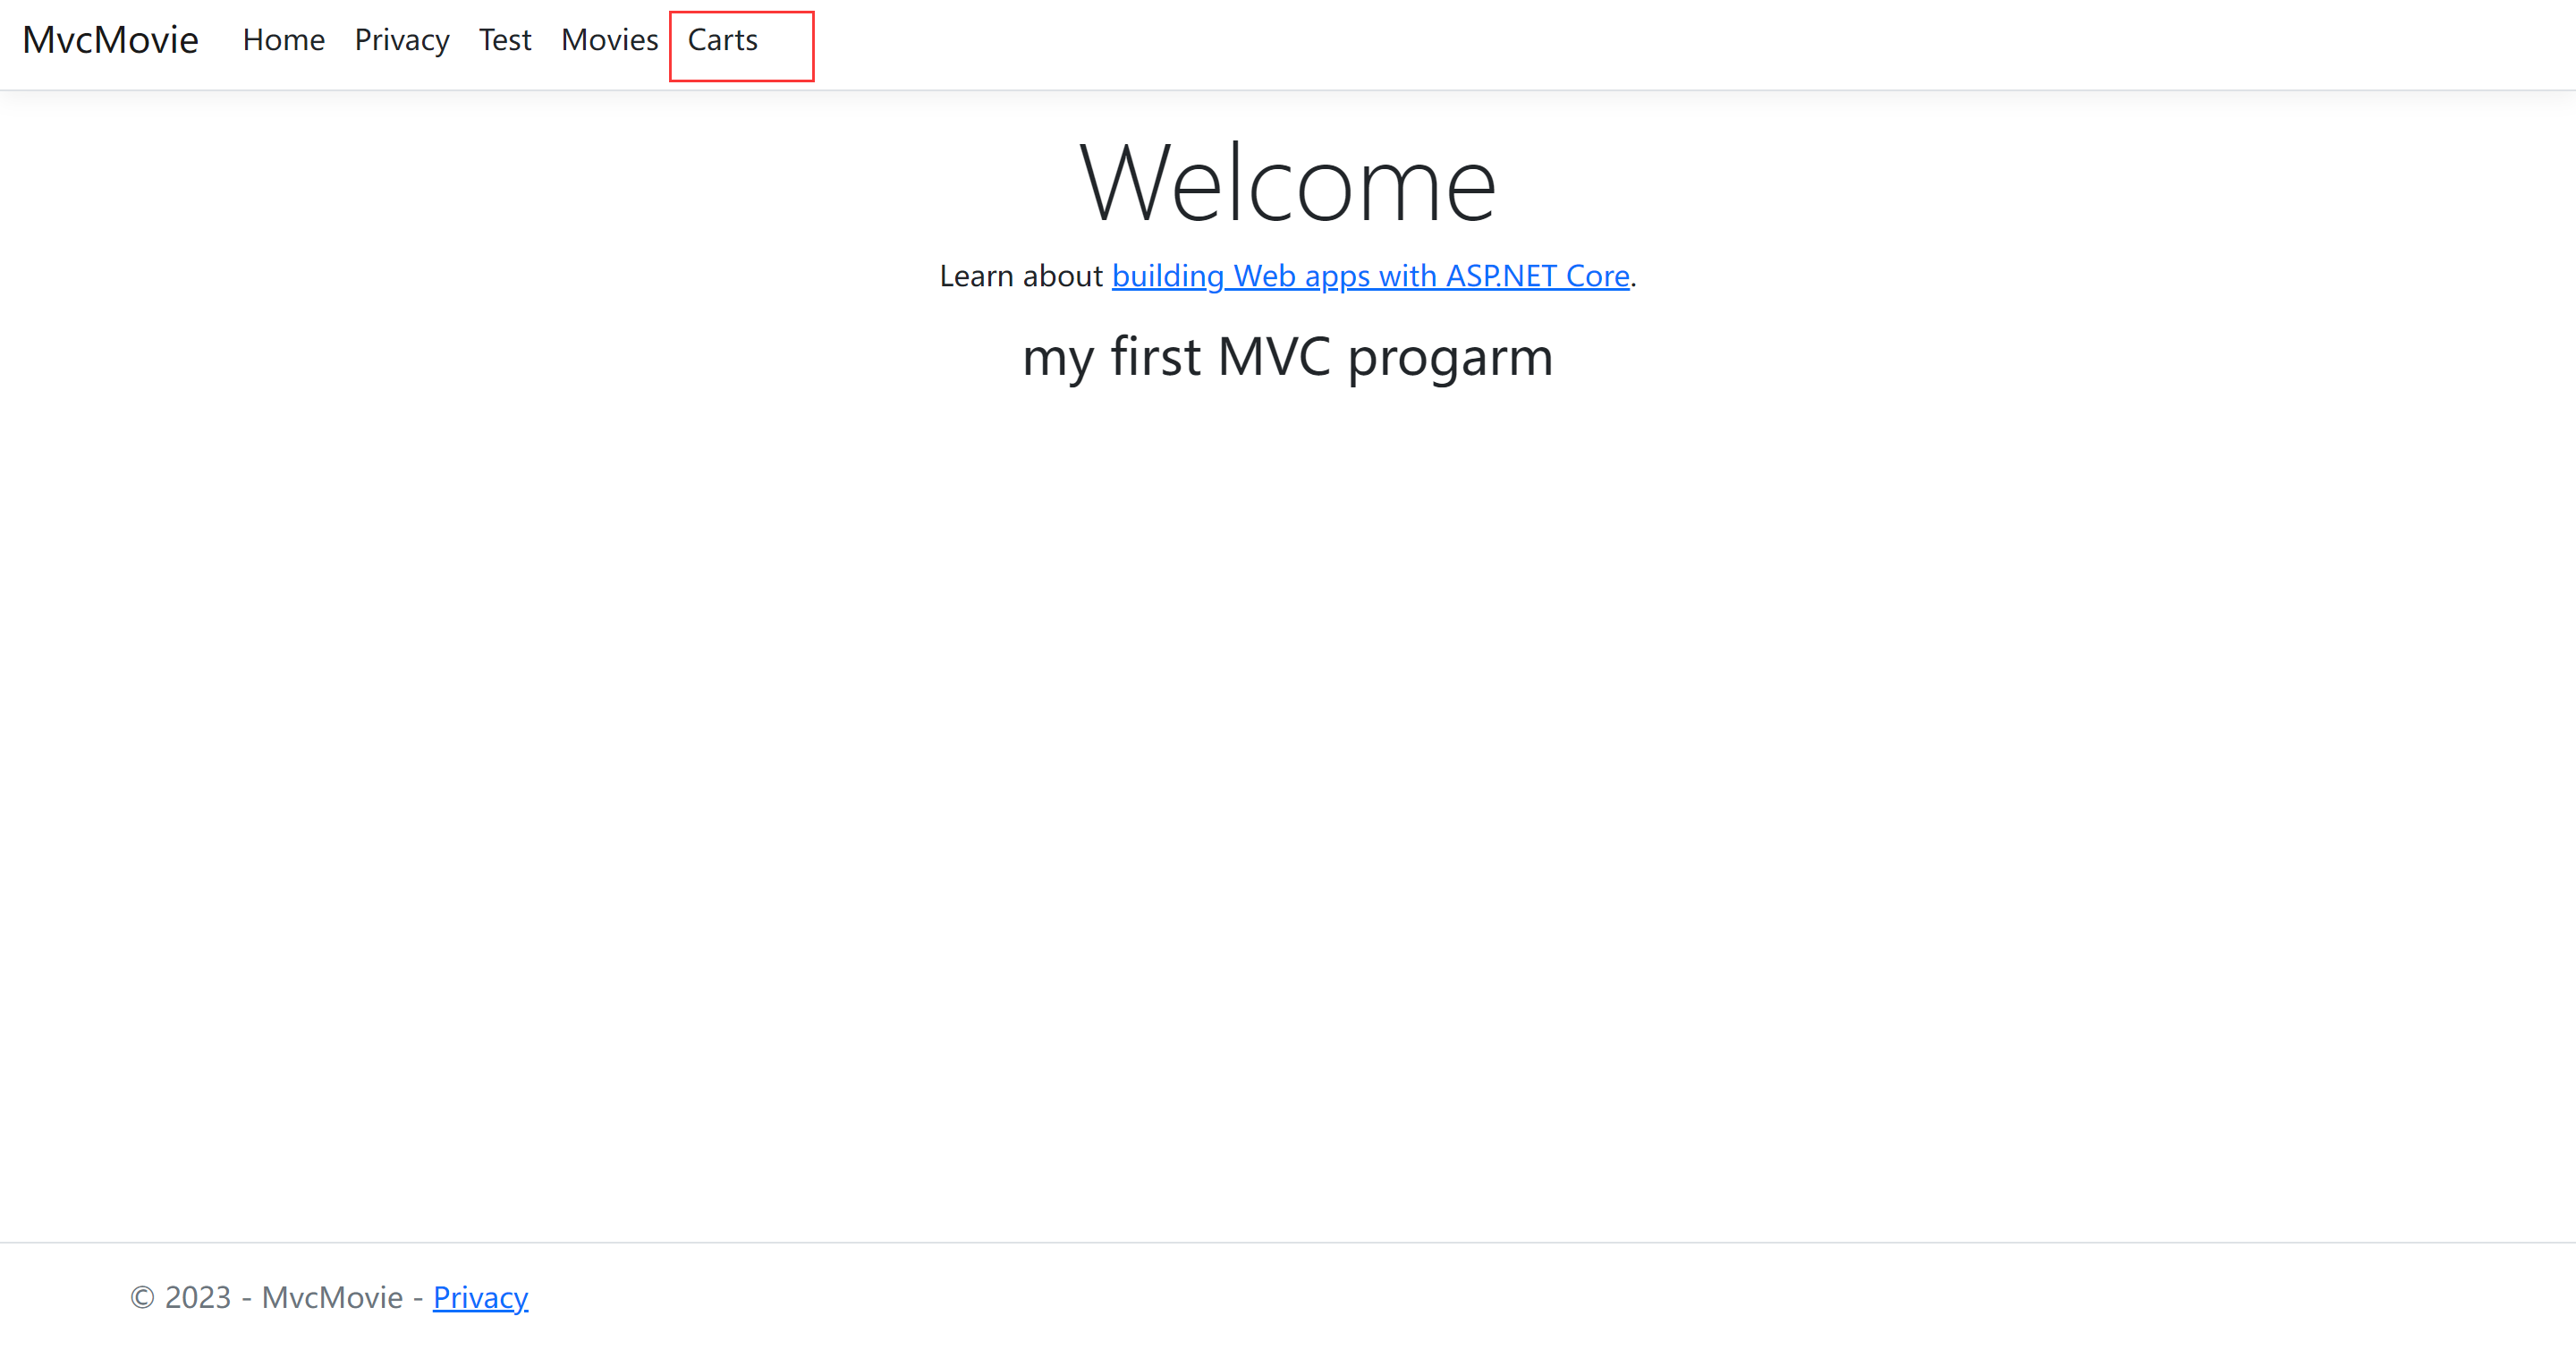 MvcMovie Home Privacy Test Movies Carts
Welcome
Learn about building Web apps with ASP.NET Core.
my first MVC progarm
© 2023 - MvcMovie - Privacy